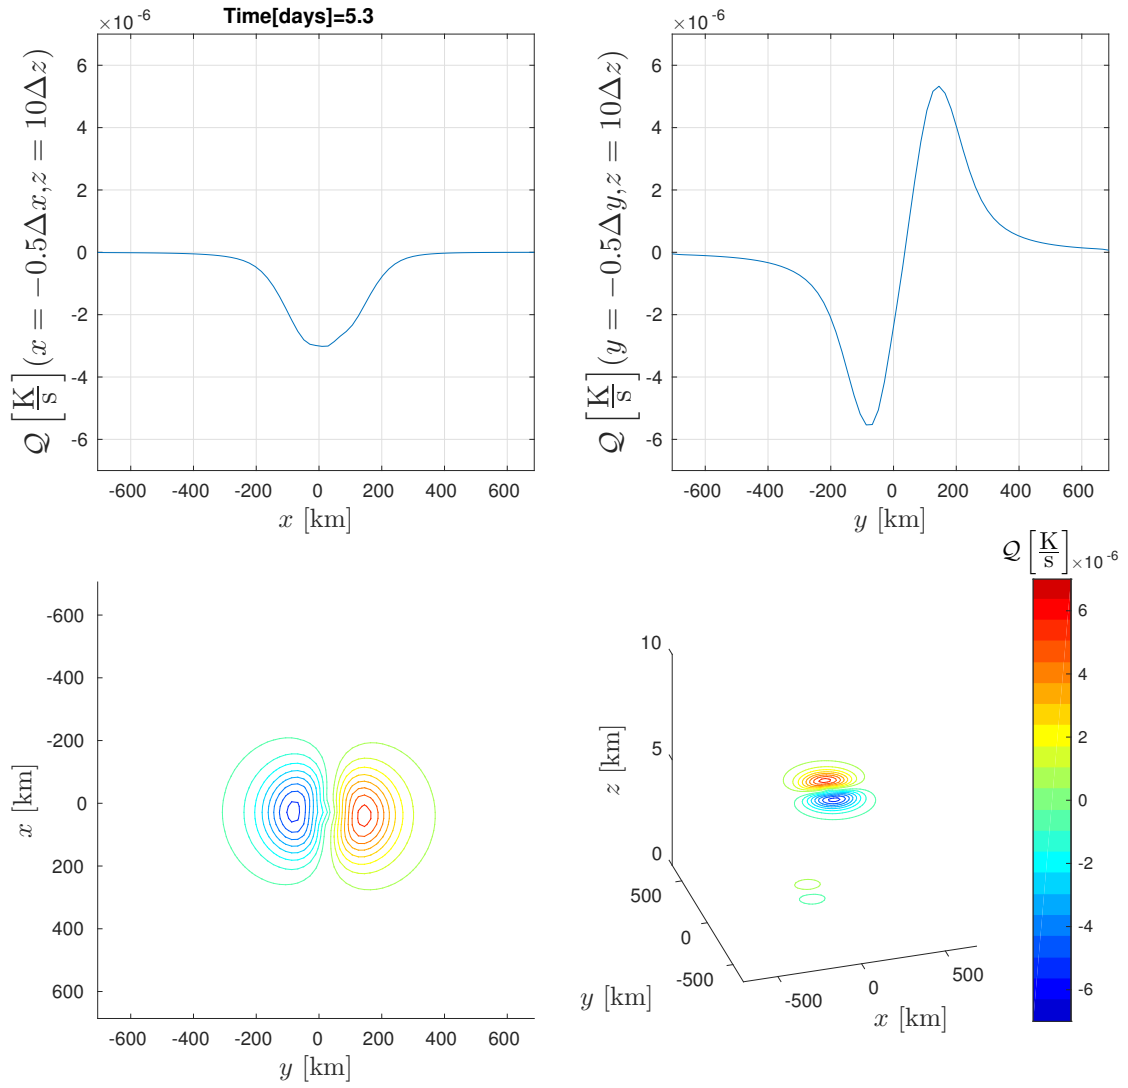 ×10⁻⁶ Time[days]=5.3
6
4
2
0
-2
-4
-6
𝒬 [K/s] (x = −0.5Δx, z = 10Δz)
-600 -400 -200 0 200 400 600
x [km]
×10⁻⁶
6
4
2
0
-2
-4
-6
𝒬 [K/s] (y = −0.5Δy, z = 10Δz)
-600 -400 -200 0 200 400 600
y [km]
-600
-400
-200
0
200
400
600
x [km]
-600 -400 -200 0 200 400 600
y [km]
10
5
0
z [km]
500
0
-500
y [km]
-500 0 500
x [km]
𝒬 [K/s] ×10⁻⁶
6
4
2
0
-2
-4
-6